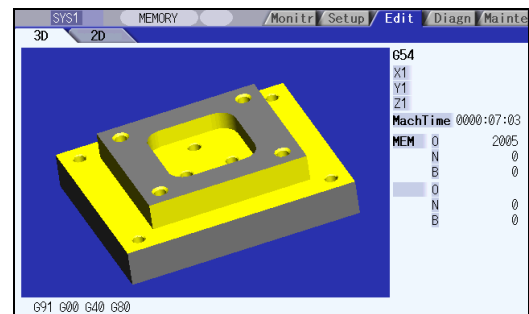 SYS1 MEMORY Monitr Setup Edit Diagn Mainte
3D 2D
G54
X1
Y1
Z1
MachTime 0000:07:03
MEM O 2005
N 0
B 0
O
N 0
B 0
G91 G00 G40 G80